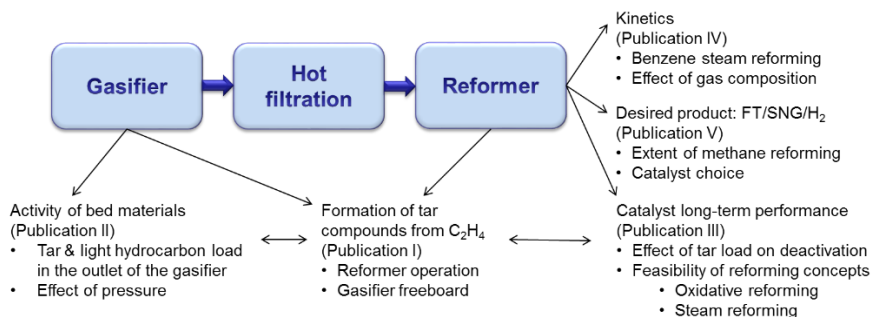 Gasifier
Hot
filtration
Reformer
Kinetics
(Publication IV)
• Benzene steam reforming
• Effect of gas composition
Desired product: FT/SNG/H₂
(Publication V)
• Extent of methane reforming
• Catalyst choice
Activity of bed materials
(Publication II)
• Tar & light hydrocarbon load
in the outlet of the gasifier
• Effect of pressure
Formation of tar
compounds from C₂H₄
(Publication I)
• Reformer operation
• Gasifier freeboard
Catalyst long-term performance
(Publication III)
• Effect of tar load on deactivation
• Feasibility of reforming concepts
• Oxidative reforming
• Steam reforming